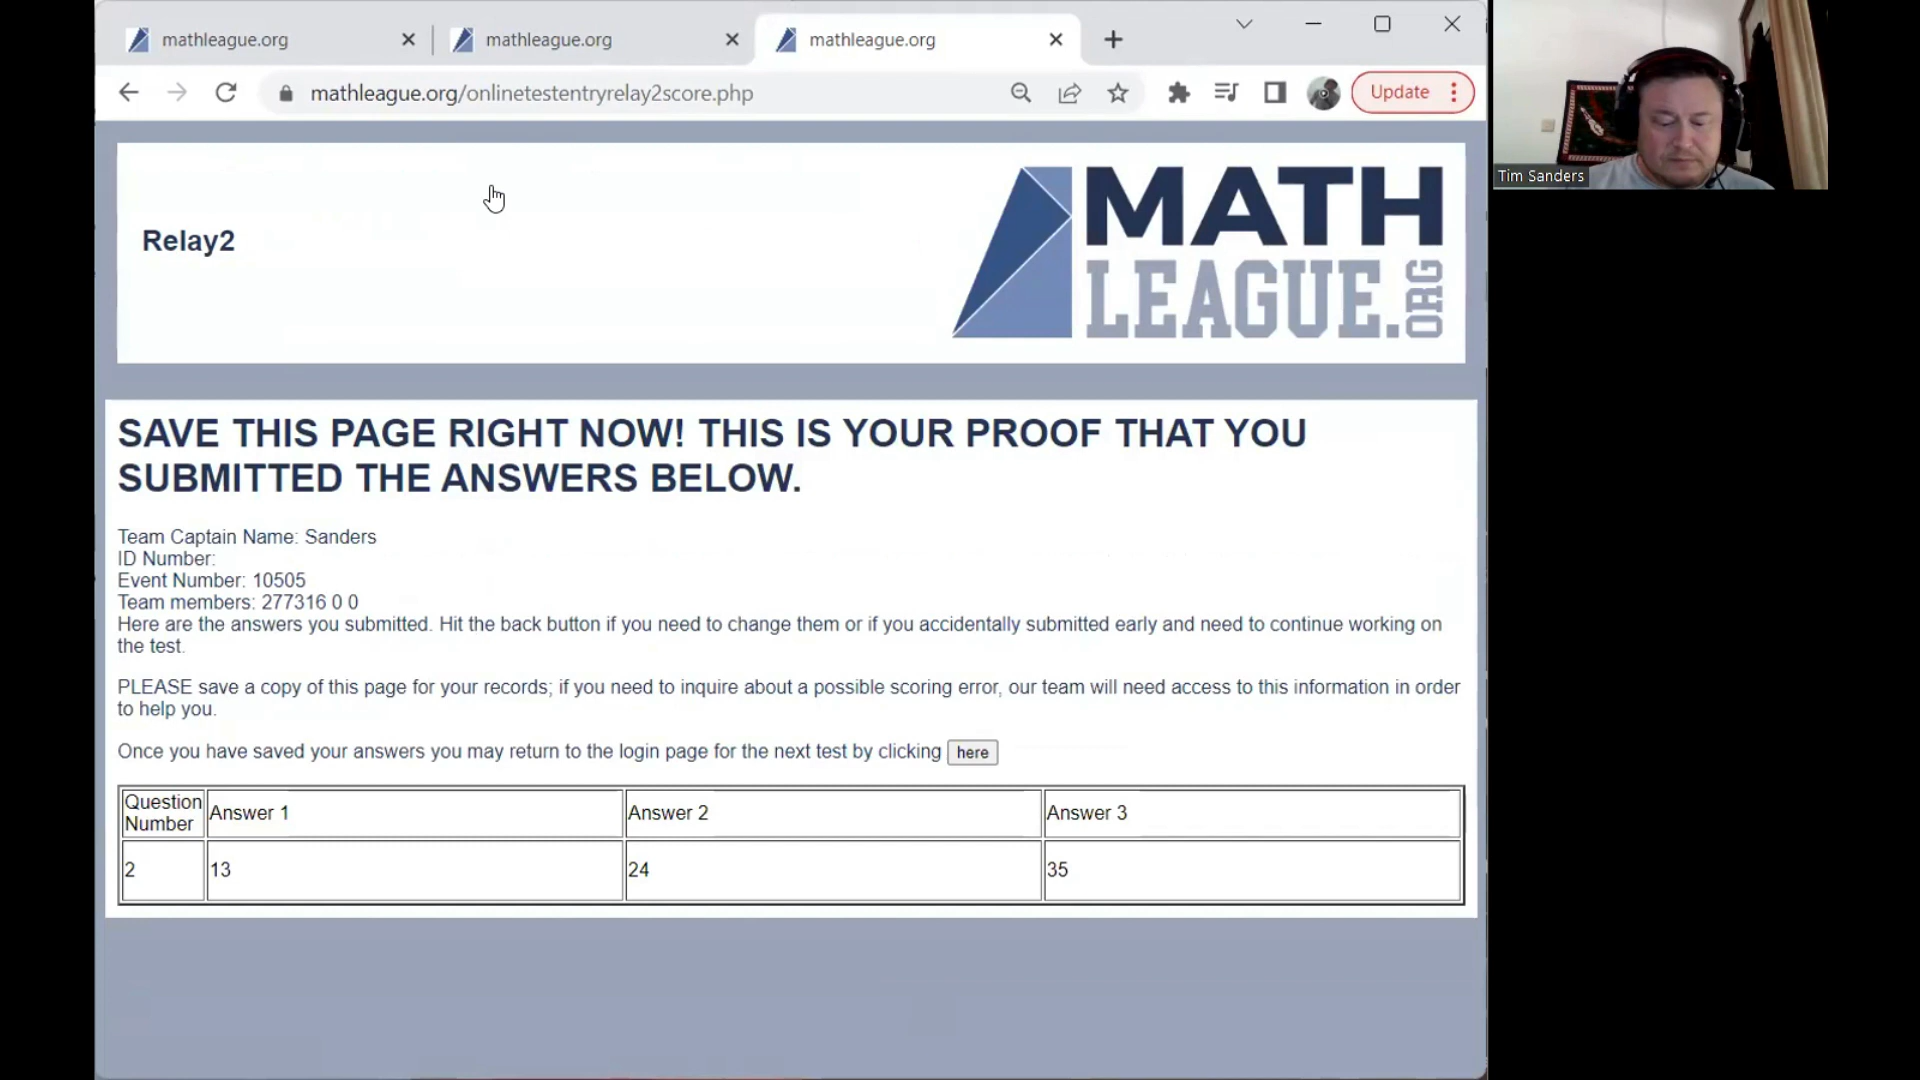 mathleague.org
mathleague.org
mathleague.org
mathleague.org/onlinetestentryrelay2score.php
Update
Tim Sanders
Relay2
MATH
LEAGUE.ORG
SAVE THIS PAGE RIGHT NOW! THIS IS YOUR PROOF THAT YOU
SUBMITTED THE ANSWERS BELOW.
Team Captain Name: Sanders
ID Number:
Event Number: 10505
Team members: 277316 0 0
Here are the answers you submitted. Hit the back button if you need to change them or if you accidentally submitted early and need to continue working on
the test.
PLEASE save a copy of this page for your records; if you need to inquire about a possible scoring error, our team will need access to this information in order
to help you.
Once you have saved your answers you may return to the login page for the next test by clicking here
Question
Number
Answer 1
Answer 2
Answer 3
2
13
24
35